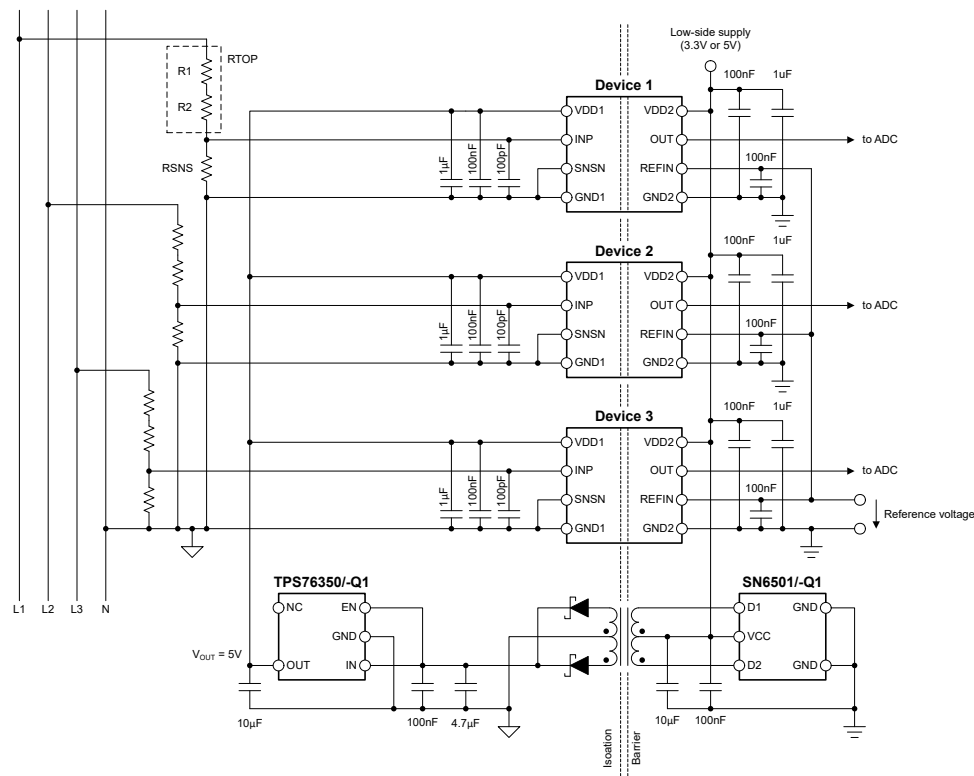 Low-side supply
(3.3V or 5V)
RTOP
R1
R2
RSNS
Device 1
100nF
1uF
VDD1
VDD2
INP
OUT
to ADC
SNSN
REFIN
100nF
GND1
GND2
1µF
100nF
100pF
Device 2
100nF
1uF
VDD1
VDD2
INP
OUT
to ADC
SNSN
REFIN
100nF
GND1
GND2
1µF
100nF
100pF
Device 3
100nF
1uF
VDD1
VDD2
INP
OUT
to ADC
SNSN
REFIN
100nF
GND1
GND2
1µF
100nF
100pF
Reference voltage
L1
L2
L3
N
TPS76350/-Q1
NC
EN
GND
OUT
IN
VOUT = 5V
10µF
100nF
4.7µF
SN6501/-Q1
D1
GND
VCC
D2
GND
10µF
100nF
Isoation
Barrier